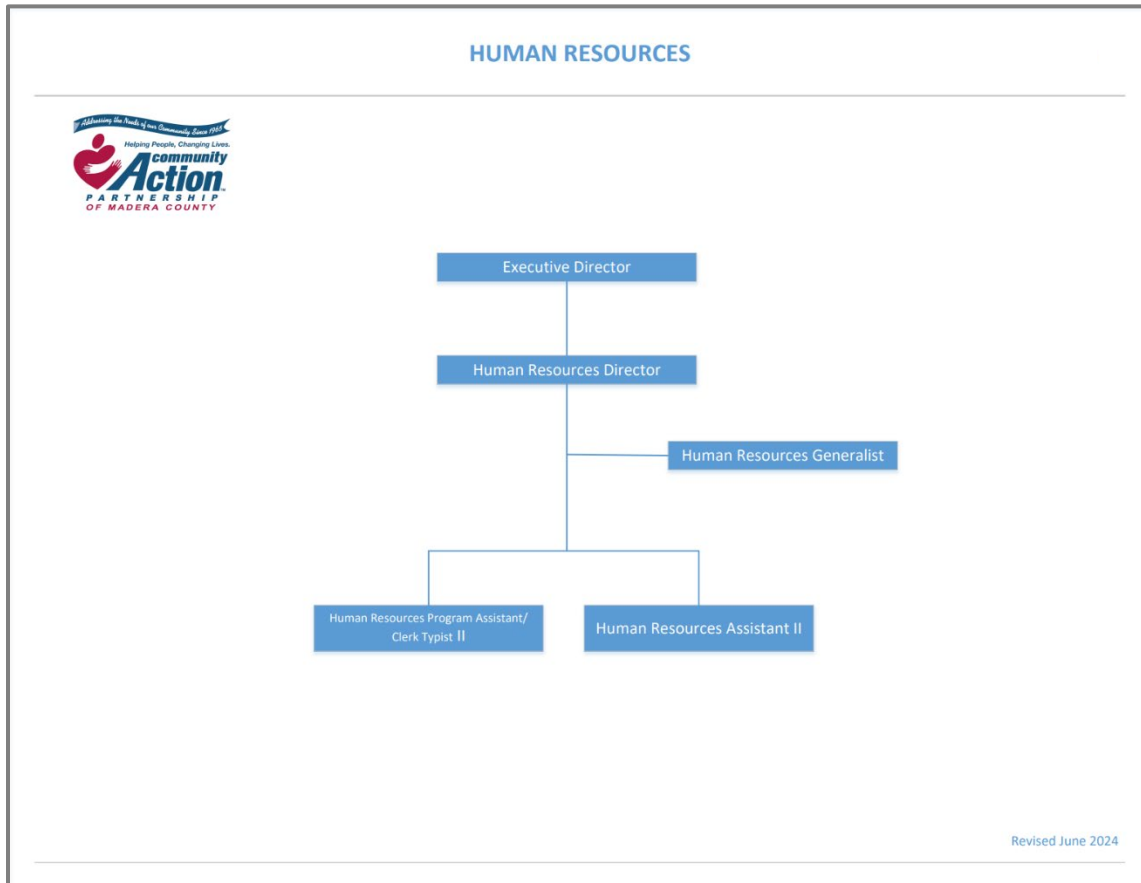 HUMAN RESOURCES
Addressing the Needs of our Community Since 1965
Helping People, Changing Lives.
community
Action
PARTNERSHIP
OF MADERA COUNTY
Executive Director
Human Resources Director
Human Resources Generalist
Human Resources Program Assistant/
Clerk Typist II
Human Resources Assistant II
Revised June 2024